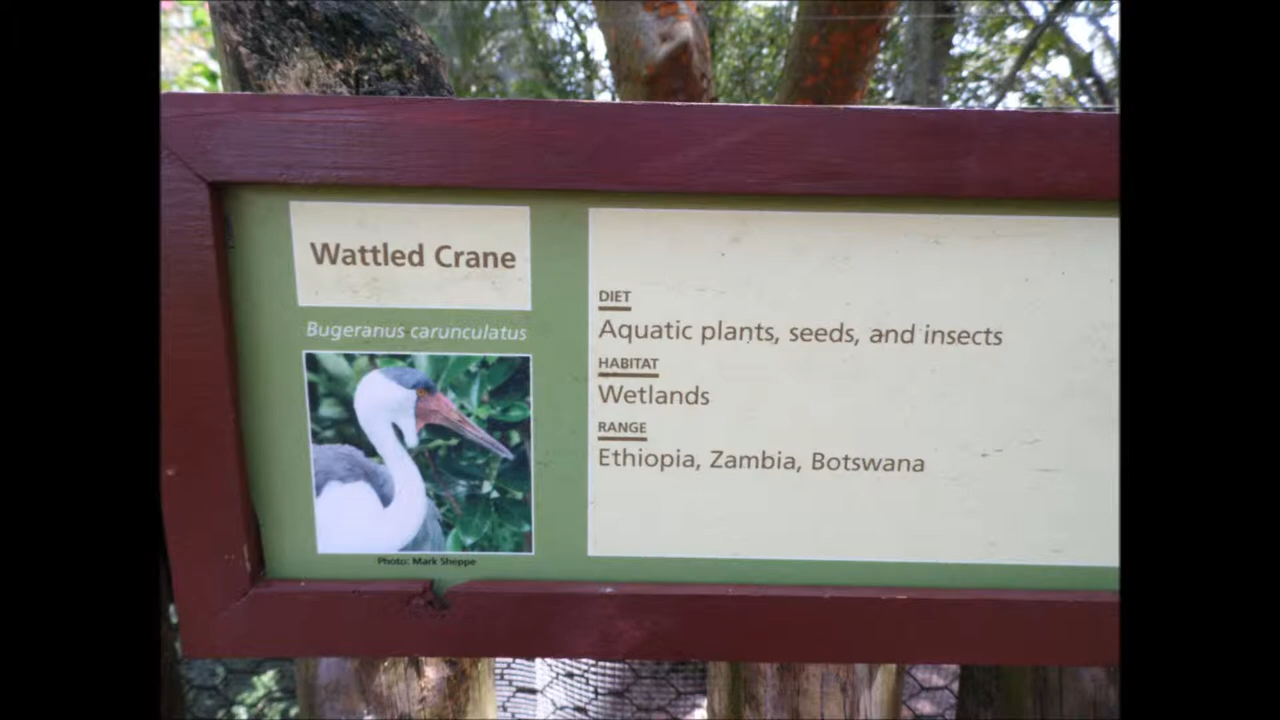 Wattled Crane
Bugeranus carunculatus
Photo: Mark Sheppe
DIET
Aquatic plants, seeds, and insects
HABITAT
Wetlands
RANGE
Ethiopia, Zambia, Botswana